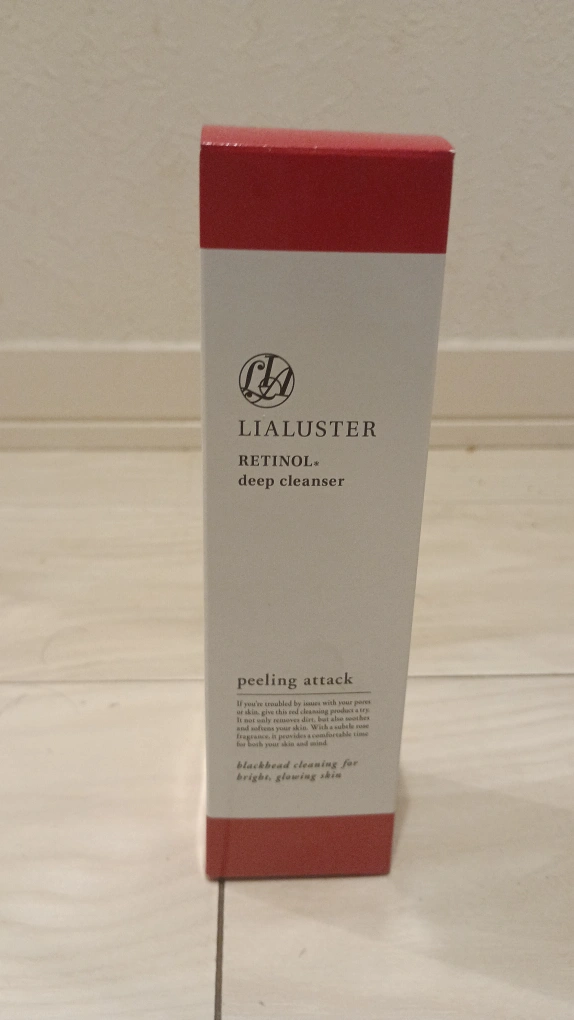 LIA
LIALUSTER
RETINOL*
deep cleanser
peeling attack
If you're troubled by issues with your pores
or skin, give this red cleansing product a try.
It not only removes dirt, but also soothes
and softens your skin. With a subtle rose
fragrance, it provides a comfortable time
for both your skin and mind.
blackhead cleaning for
bright, glowing skin